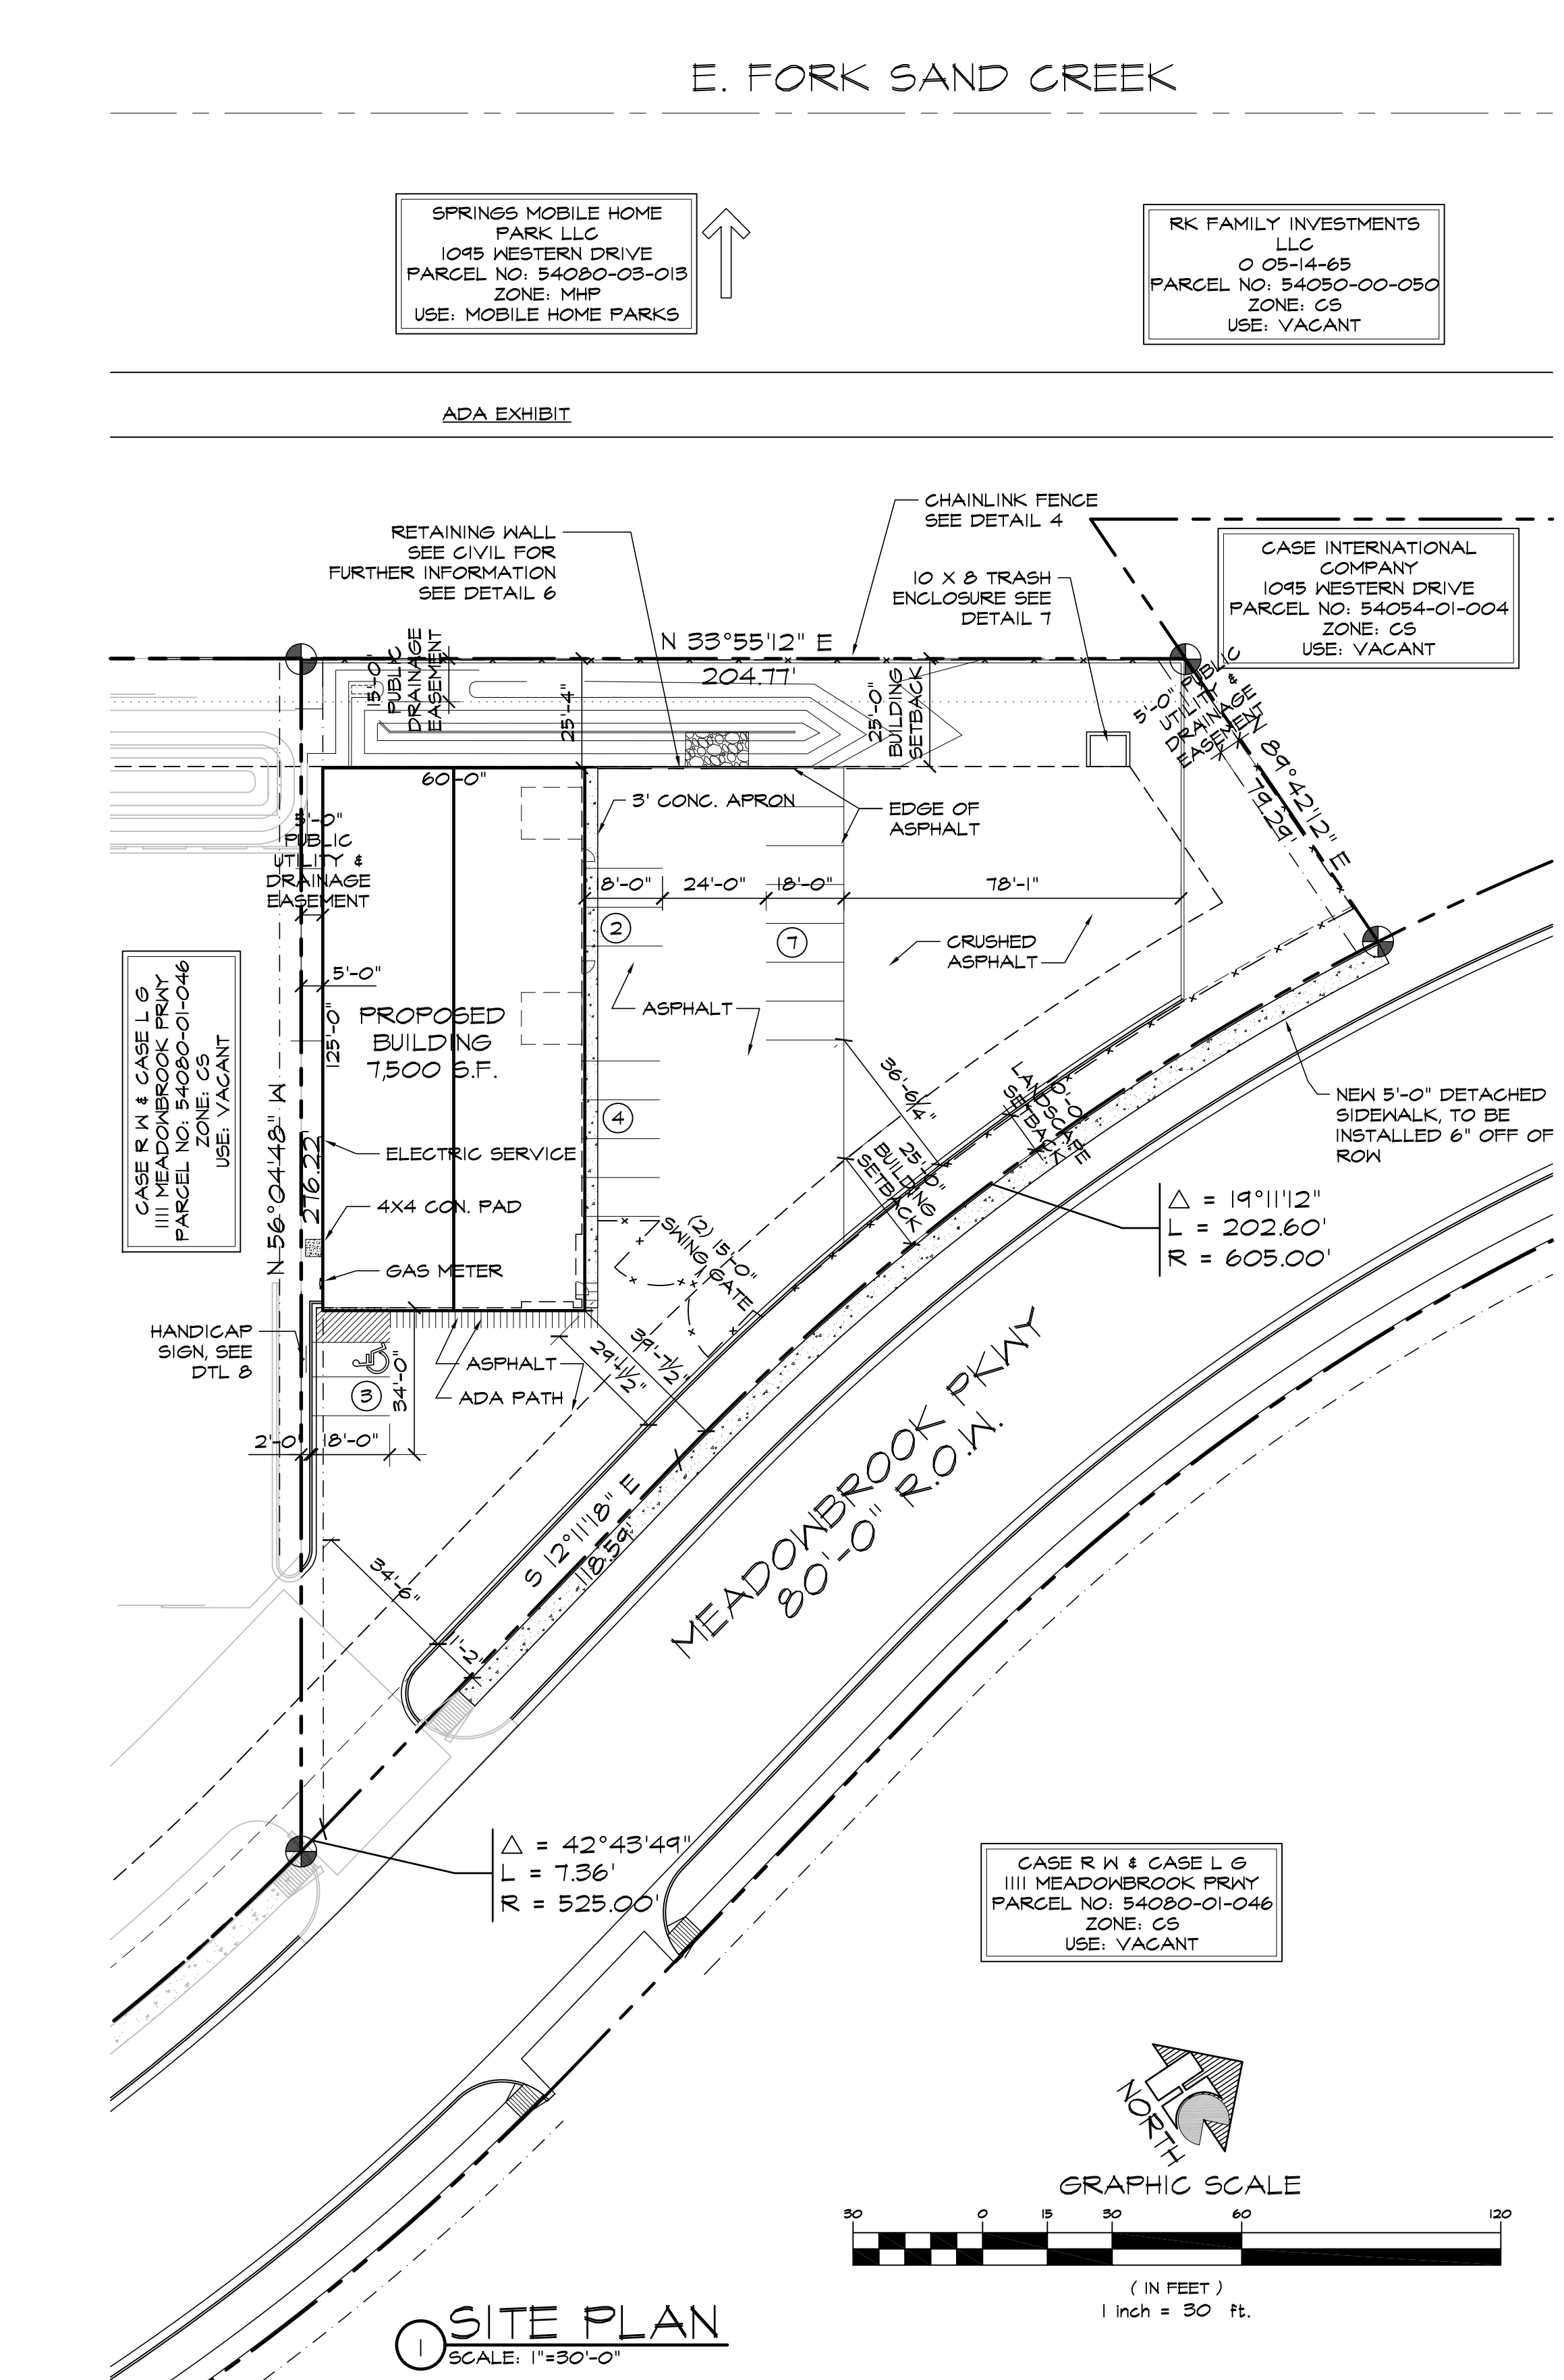 E. FORK SAND CREEK
SPRINGS MOBILE HOME
PARK LLC
1095 WESTERN DRIVE
PARCEL NO: 54080-03-013
ZONE: MHP
USE: MOBILE HOME PARKS
RK FAMILY INVESTMENTS
LLC
0 05-14-65
PARCEL NO: 54050-00-050
ZONE: CS
USE: VACANT
ADA EXHIBIT
CHAINLINK FENCE
SEE DETAIL 4
RETAINING WALL
SEE CIVIL FOR
FURTHER INFORMATION
SEE DETAIL 6
10 X 8 TRASH
ENCLOSURE SEE
DETAIL 7
CASE INTERNATIONAL
COMPANY
1095 WESTERN DRIVE
PARCEL NO: 54054-01-004
ZONE: CS
USE: VACANT
N 33°55'12" E
204.77'
15'-0"
PUBLIC
DRAINAGE
EASEMENT
25'-4"
25'-0"
BUILDING
SETBACK
5'-0" PUBLIC
UTILITY &
DRAINAGE
EASEMENT
N 89°42'12" E
79.29'
60'-0"
3' CONC. APRON
EDGE OF
ASPHALT
5'-0"
PUBLIC
UTILITY &
DRAINAGE
EASEMENT
18'-0"
24'-0"
18'-0"
78'-1"
2
7
CRUSHED
ASPHALT
5'-0"
125'-0"
PROPOSED
BUILDING
7,500 S.F.
ASPHALT
CASE R W & CASE L G
1111 MEADOWBROOK PRWY
PARCEL NO: 54080-01-046
ZONE: CS
USE: VACANT
N 56°04'48" W
276.22'
36'-6 1/4"
10'-0"
LANDSCAPE
SETBACK
NEW 5'-0" DETACHED
SIDEWALK, TO BE
INSTALLED 6" OFF OF
ROW
4
ELECTRIC SERVICE
25'-0"
BUILDING
SETBACK
4X4 CON. PAD
Δ = 19°11'12"
L = 202.60'
R = 605.00'
(2) 15'-0"
SWING GATE
GAS METER
HANDICAP
SIGN, SEE
DTL 8
ASPHALT
ADA PATH
3
34'-0"
29'-1 1/2"
39'-7 1/2"
2'-0"
18'-0"
MEADOWBROOK PKWY
80'-0" R.O.W.
S 12°11'18" E
118.59'
34'-6"
1'-2"
Δ = 42°43'49"
L = 7.36'
R = 525.00'
CASE R W & CASE L G
1111 MEADOWBROOK PRWY
PARCEL NO: 54080-01-046
ZONE: CS
USE: VACANT
NORTH
GRAPHIC SCALE
30 0 15 30 60 120
( IN FEET )
1 inch = 30 ft.
1
SITE PLAN
SCALE: 1"=30'-0"